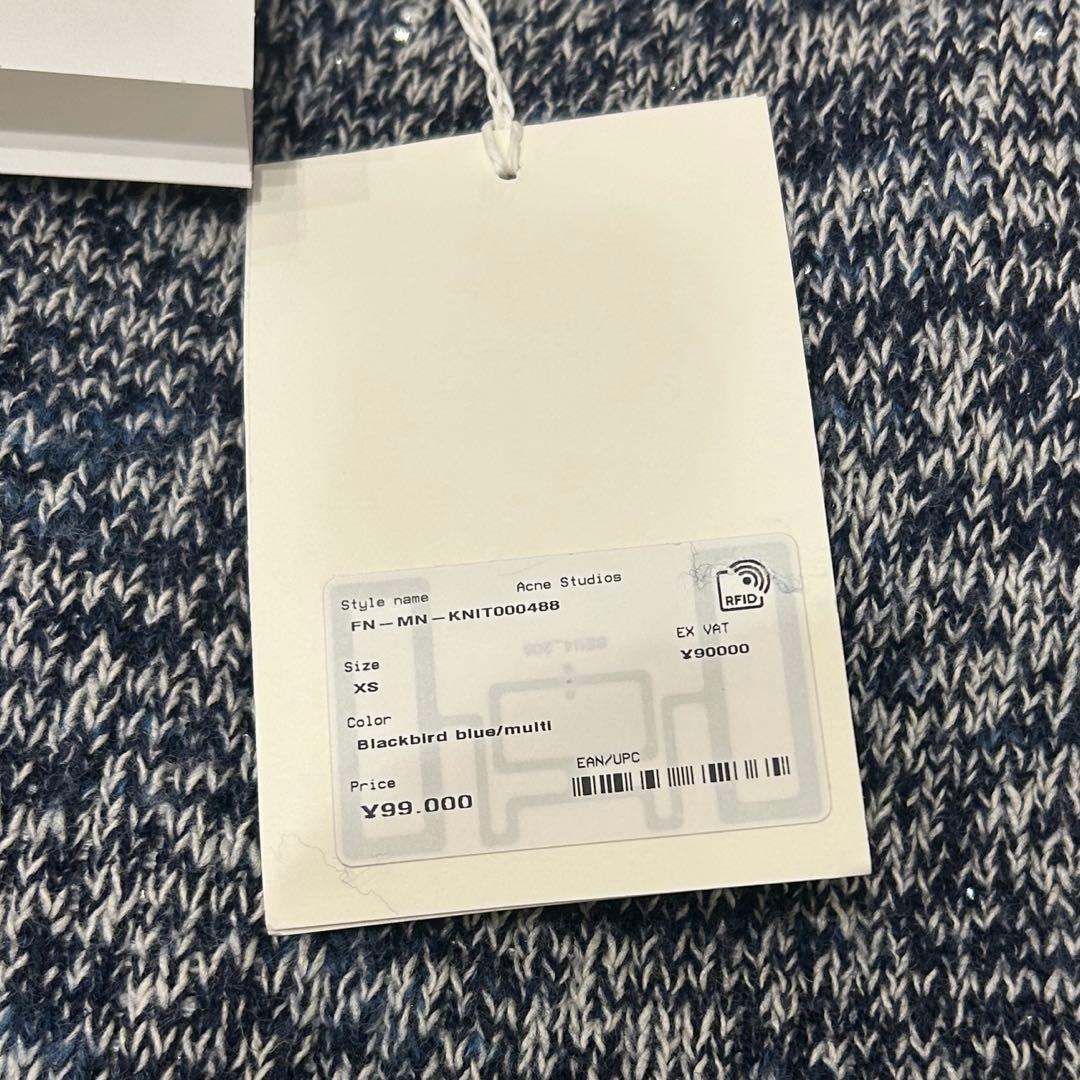 Acne Studios
Style name
FN-MN-KNIT000488
RFID
EX VAT
¥90000
Size
XS
Color
Blackbird blue/multi
EAN/UPC
Price
¥99.000